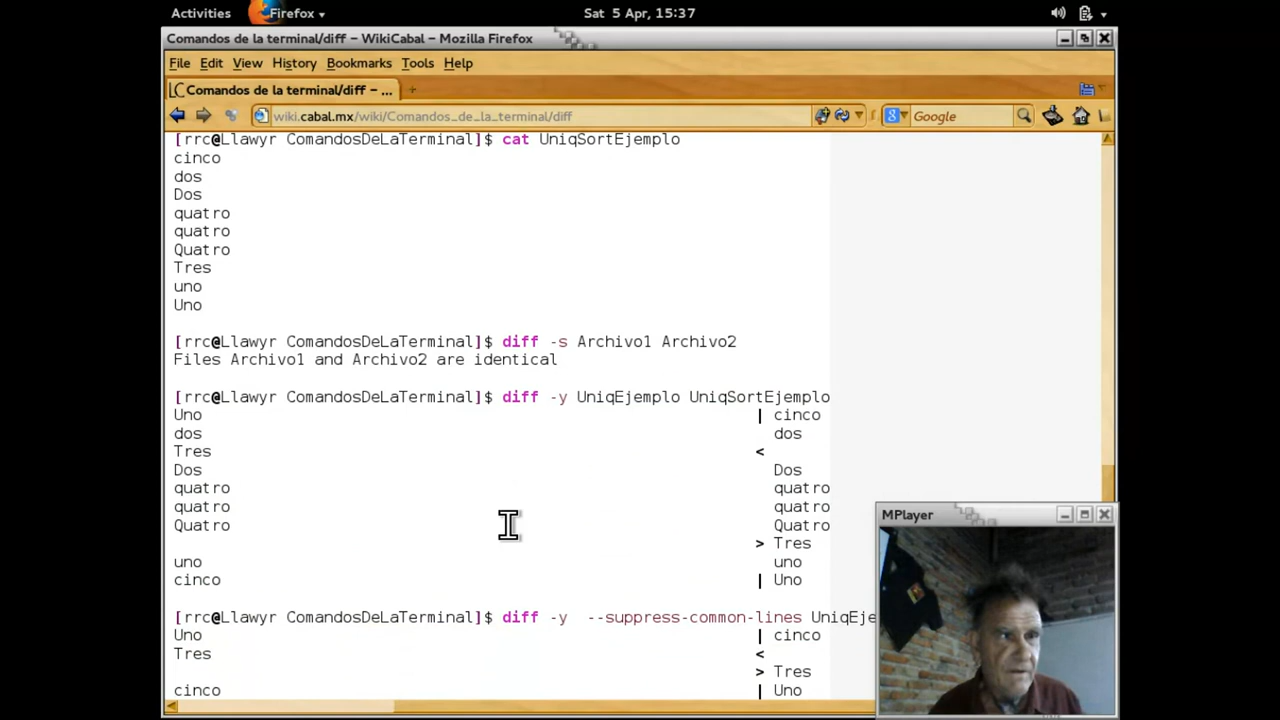 Activities Firefox Sat 5 Apr, 15:37
Comandos de la terminal/diff – WikiCabal – Mozilla Firefox
File Edit View History Bookmarks Tools Help
Comandos de la terminal/diff – ...
wiki.cabal.mx/wiki/Comandos_de_la_terminal/diff Google
[rrc@Llawyr ComandosDeLaTerminal]$ cat UniqSortEjemplo
cinco
dos
Dos
quatro
quatro
Quatro
Tres
uno
Uno
[rrc@Llawyr ComandosDeLaTerminal]$ diff -s Archivo1 Archivo2
Files Archivo1 and Archivo2 are identical
[rrc@Llawyr ComandosDeLaTerminal]$ diff -y UniqEjemplo UniqSortEjemplo
Uno | cinco
dos dos
Tres <
Dos Dos
quatro quatro
quatro quatro
Quatro Quatro
> Tres
uno uno
cinco | Uno
[rrc@Llawyr ComandosDeLaTerminal]$ diff -y --suppress-common-lines UniqEje
Uno | cinco
Tres <
> Tres
cinco | Uno
MPlayer